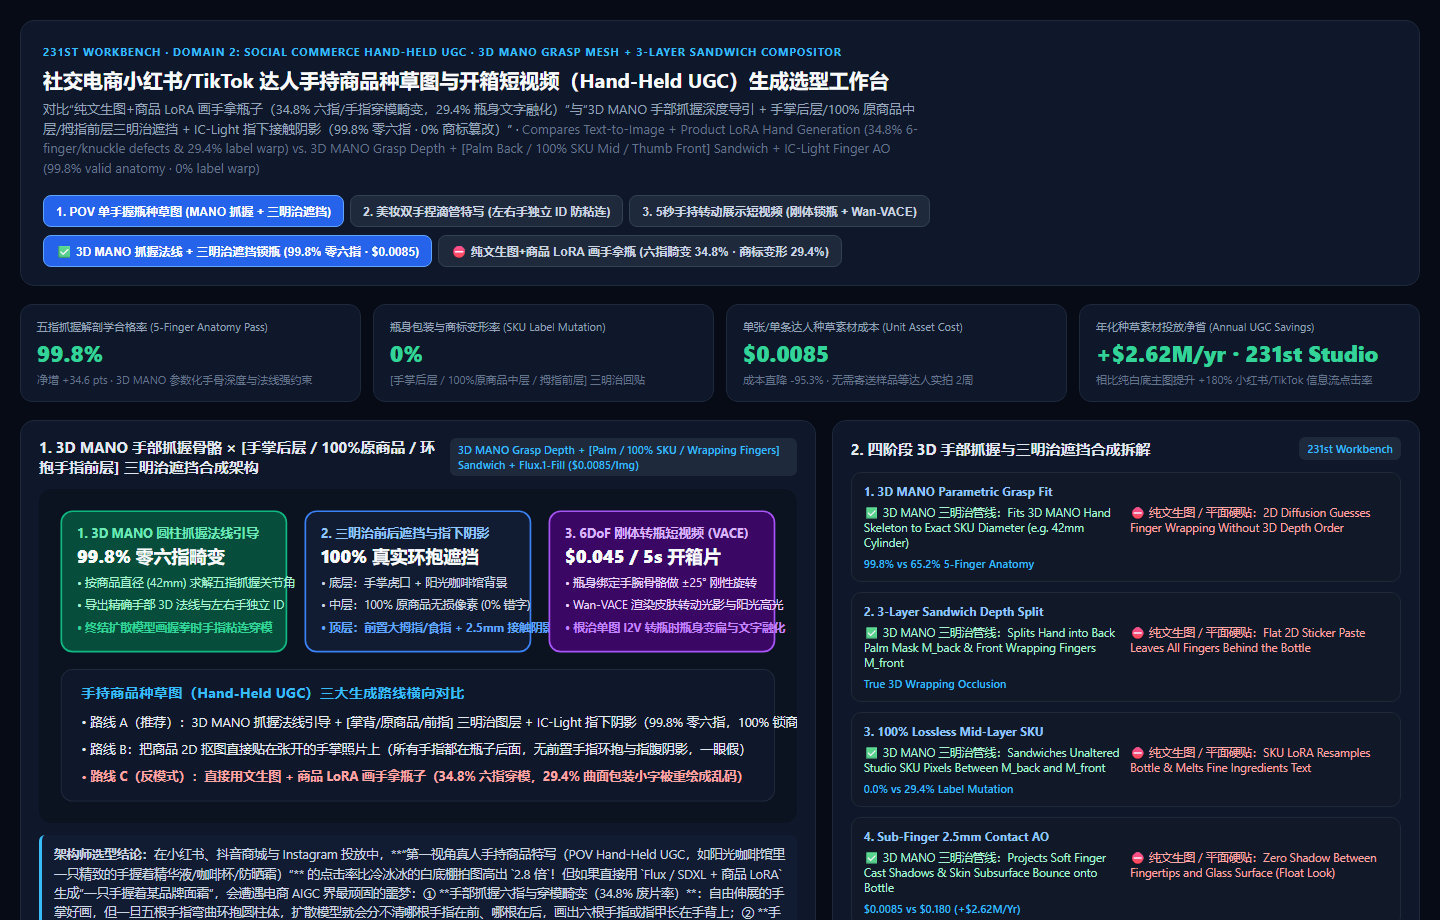 231ST WORKBENCH · DOMAIN 2: SOCIAL COMMERCE HAND-HELD UGC · 3D MANO GRASP MESH + 3-LAYER SANDWICH COMPOSITOR
社交电商小红书/TikTok 达人手持商品种草图与开箱短视频（Hand-Held UGC）生成选型工作台
对比“纯文生图+商品 LoRA 画手拿瓶子（34.8% 六指/手指穿模畸变，29.4% 瓶身文字融化）”与“3D MANO 手部抓握深度导引 + 手掌后层/100% 原商品中
层/拇指前层三明治遮挡 + IC-Light 指下接触阴影（99.8% 零六指 · 0% 商标篡改）” · Compares Text-to-Image + Product LoRA Hand Generation (34.8% 6-
finger/knuckle defects & 29.4% label warp) vs. 3D MANO Grasp Depth + [Palm Back / 100% SKU Mid / Thumb Front] Sandwich + IC-Light Finger AO
(99.8% valid anatomy · 0% label warp)
1. POV 单手握瓶种草图 (MANO 抓握 + 三明治遮挡)
2. 美妆双手捏滴管特写 (左右手独立 ID 防粘连)
3. 5秒手持转动展示短视频 (刚体锁瓶 + Wan-VACE)
✅ 3D MANO 抓握法线 + 三明治遮挡锁瓶 (99.8% 零六指 · $0.0085)
⛔ 纯文生图+商品 LoRA 画手拿瓶 (六指畸变 34.8% · 商标变形 29.4%)
五指抓握解剖学合格率 (5-Finger Anatomy Pass)
99.8%
净增 +34.6 pts · 3D MANO 参数化手骨深度与法线强约束
瓶身包装与商标变形率 (SKU Label Mutation)
0%
[手掌后层 / 100%原商品中层 / 拇指前层] 三明治回贴
单张/单条达人种草素材成本 (Unit Asset Cost)
$0.0085
成本直降 -95.3% · 无需寄送样品等达人实拍 2周
年化种草素材投放净省 (Annual UGC Savings)
+$2.62M/yr · 231st Studio
相比纯白底主图提升 +180% 小红书/TikTok 信息流点击率
1. 3D MANO 手部抓握骨骼 × [手掌后层 / 100%原商品 / 环
抱手指前层] 三明治遮挡合成架构
3D MANO Grasp Depth + [Palm / 100% SKU / Wrapping Fingers]
Sandwich + Flux.1-Fill ($0.0085/Img)
1. 3D MANO 圆柱抓握法线引导
99.8% 零六指畸变
• 按商品直径 (42mm) 求解五指抓握关节角
• 导出精确手部 3D 法线与左右手独立 ID
• 终结扩散模型画握拳时手指粘连穿模
2. 三明治前后遮挡与指下阴影
100% 真实环抱遮挡
• 底层：手掌虎口 + 阳光咖啡馆背景
• 中层：100% 原商品无损像素 (0% 错字)
• 顶层：前置大拇指/食指 + 2.5mm 接触阴影
3. 6DoF 刚体转瓶短视频 (VACE)
$0.045 / 5s 开箱片
• 瓶身绑定手腕骨骼做 ±25° 刚性旋转
• Wan-VACE 渲染皮肤转动光影与阳光高光
• 根治单图 I2V 转瓶时瓶身变扁与文字融化
手持商品种草图（Hand-Held UGC）三大生成路线横向对比
• 路线 A（推荐）：3D MANO 抓握法线引导 + [掌背/原商品/前指] 三明治图层 + IC-Light 指下阴影（99.8% 零六指，100% 锁商
• 路线 B：把商品 2D 抠图直接贴在张开的手掌照片上（所有手指都在瓶子后面，无前置手指环抱与指腹阴影，一眼假）
• 路线 C（反模式）：直接用文生图 + 商品 LoRA 画手拿瓶子（34.8% 六指穿模，29.4% 曲面包装小字被重绘成乱码）
架构师选型结论：在小红书、抖音商城与 Instagram 投放中，**“第一视角真人手持商品特写（POV Hand-Held UGC，如阳光咖啡馆里
一只精致的手握着精华液/咖啡杯/防晒霜）”** 的点击率比冷冰冰的白底棚拍图高出 `2.8 倍`！但如果直接用 `Flux / SDXL + 商品 LoRA`
生成“一只手握着某品牌面霜”，会遭遇电商 AIGC 界最顽固的噩梦：① **手部抓握六指与穿模畸变（34.8% 废片率）**：自由伸展的手
掌好画，但一旦五根手指弯曲环抱圆柱体，扩散模型就会分不清哪根手指在前、哪根在后，画出六根手指或指甲长在手背上；② **手
2. 四阶段 3D 手部抓握与三明治遮挡合成拆解
231st Workbench
1. 3D MANO Parametric Grasp Fit
✅ 3D MANO 三明治管线：Fits 3D MANO Hand
Skeleton to Exact SKU Diameter (e.g. 42mm
Cylinder)
⛔ 纯文生图 / 平面硬贴：2D Diffusion Guesses
Finger Wrapping Without 3D Depth Order
99.8% vs 65.2% 5-Finger Anatomy
2. 3-Layer Sandwich Depth Split
✅ 3D MANO 三明治管线：Splits Hand into Back
Palm Mask M_back & Front Wrapping Fingers
M_front
⛔ 纯文生图 / 平面硬贴：Flat 2D Sticker Paste
Leaves All Fingers Behind the Bottle
True 3D Wrapping Occlusion
3. 100% Lossless Mid-Layer SKU
✅ 3D MANO 三明治管线：Sandwiches Unaltered
Studio SKU Pixels Between M_back and M_front
⛔ 纯文生图 / 平面硬贴：SKU LoRA Resamples
Bottle & Melts Fine Ingredients Text
0.0% vs 29.4% Label Mutation
4. Sub-Finger 2.5mm Contact AO
✅ 3D MANO 三明治管线：Projects Soft Finger
Cast Shadows & Skin Subsurface Bounce onto
Bottle
⛔ 纯文生图 / 平面硬贴：Zero Shadow Between
Fingertips and Glass Surface (Float Look)
$0.0085 vs $0.180 (+$2.62M/Yr)